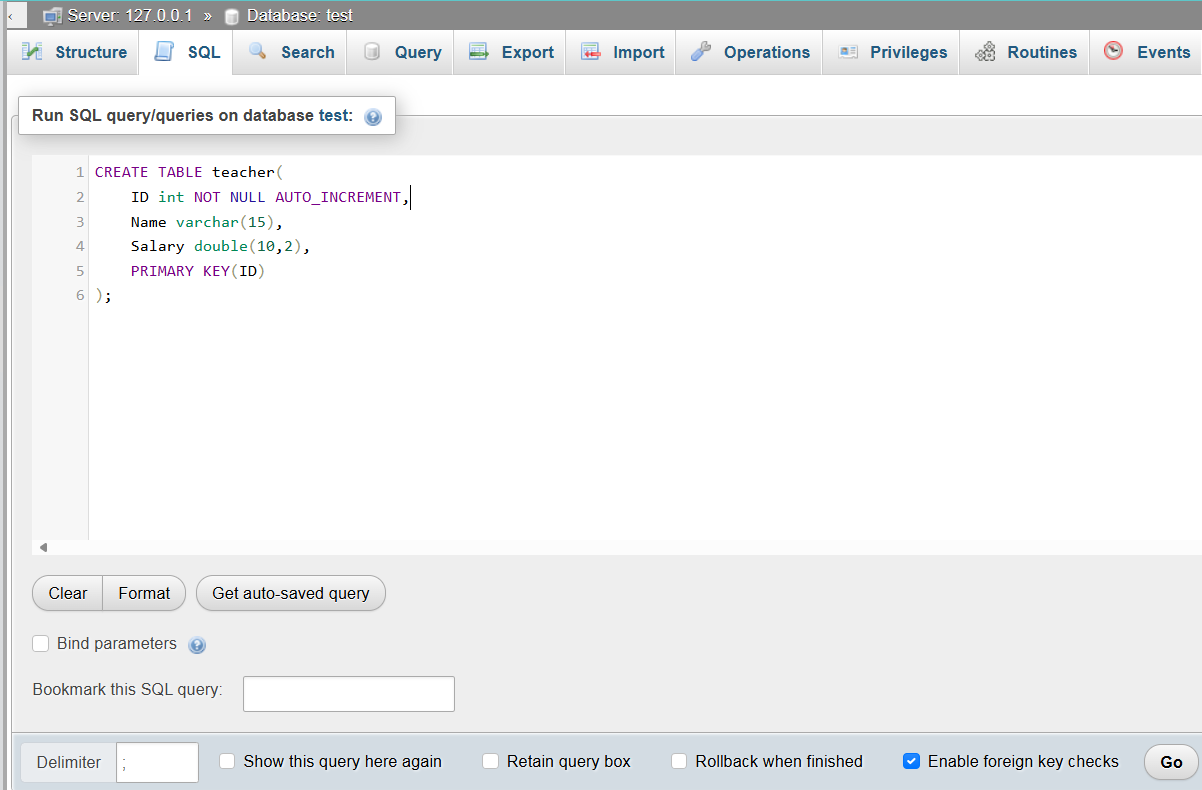 Server: 127.0.0.1 » Database: test
Structure SQL Search Query Export Import Operations Privileges Routines Events
Run SQL query/queries on database test:
1 CREATE TABLE teacher(
2 ID int NOT NULL AUTO_INCREMENT,
3 Name varchar(15),
4 Salary double(10,2),
5 PRIMARY KEY(ID)
6 );
Clear Format Get auto-saved query
Bind parameters
Bookmark this SQL query:
Delimiter ; Show this query here again Retain query box Rollback when finished Enable foreign key checks Go